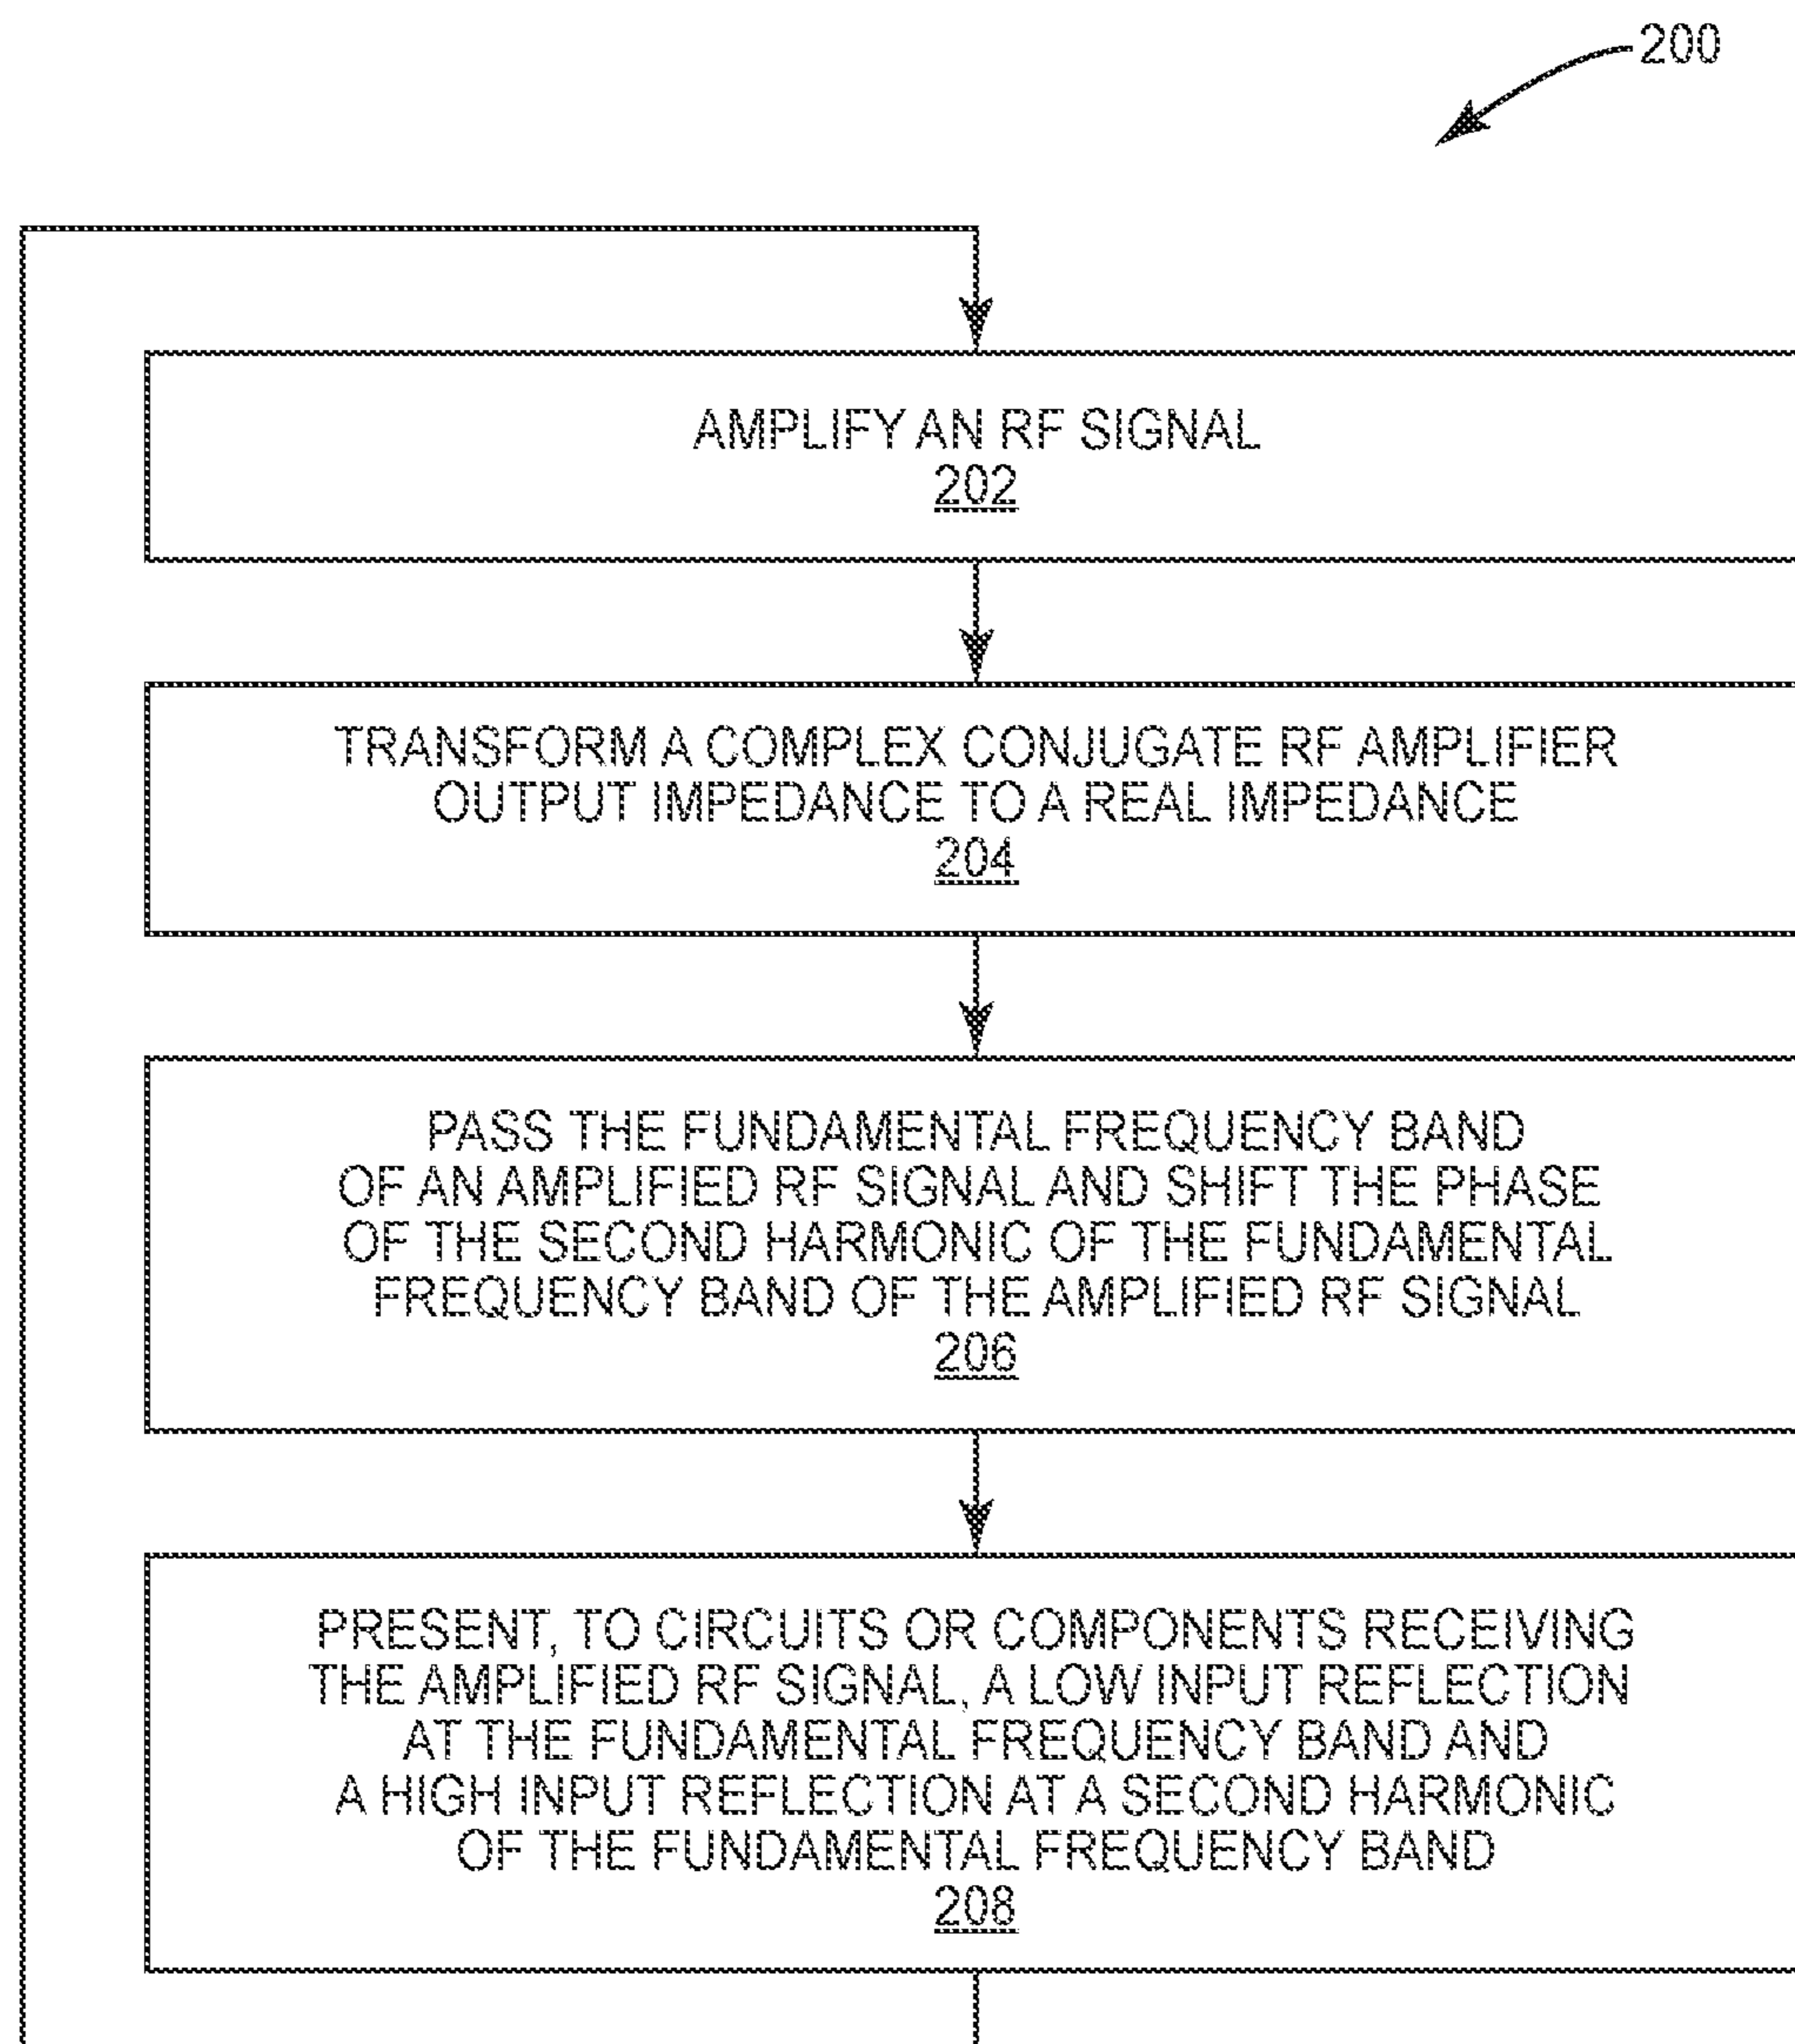 200
AMPLIFY AN RF SIGNAL
202
TRANSFORM A COMPLEX CONJUGATE RF AMPLIFIER
OUTPUT IMPEDANCE TO A REAL IMPEDANCE
204
PASS THE FUNDAMENTAL FREQUENCY BAND
OF AN AMPLIFIED RF SIGNAL AND SHIFT THE PHASE
OF THE SECOND HARMONIC OF THE FUNDAMENTAL
FREQUENCY BAND OF THE AMPLIFIED RF SIGNAL
206
PRESENT, TO CIRCUITS OR COMPONENTS RECEIVING
THE AMPLIFIED RF SIGNAL, A LOW INPUT REFLECTION
AT THE FUNDAMENTAL FREQUENCY BAND AND
A HIGH INPUT REFLECTION AT A SECOND HARMONIC
OF THE FUNDAMENTAL FREQUENCY BAND
208